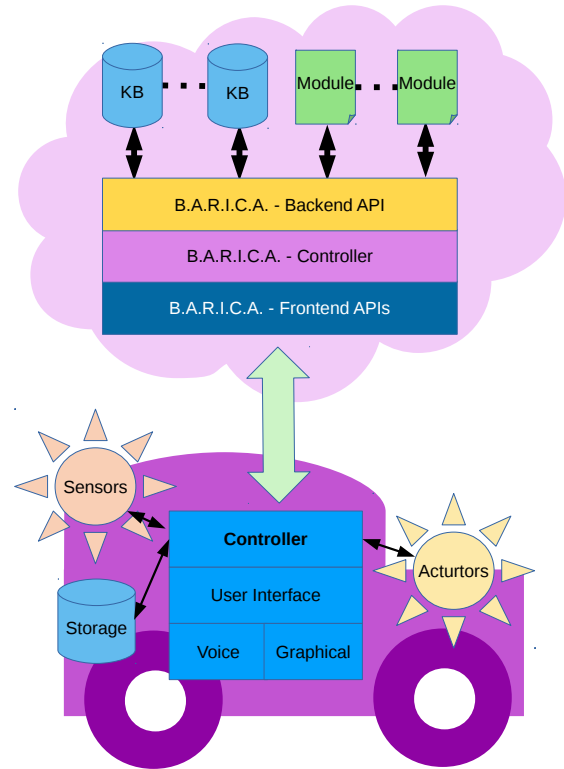 KB
KB
Module
Module
B.A.R.I.C.A. - Backend API
B.A.R.I.C.A. - Controller
B.A.R.I.C.A. - Frontend APIs
Sensors
Controller
Acturtors
User Interface
Storage
Voice
Graphical